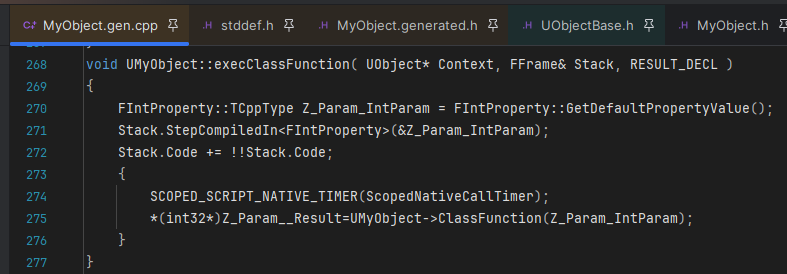 C+ MyObject.gen.cpp .H stddef.h .H MyObject.generated.h .H UObjectBase.h .H MyObject.h
268 void UMyObject::execClassFunction( UObject* Context, FFrame& Stack, RESULT_DECL )
269 {
270 FIntProperty::TCppType Z_Param_IntParam = FIntProperty::GetDefaultPropertyValue();
271 Stack.StepCompiledIn<FIntProperty>(&Z_Param_IntParam);
272 Stack.Code += !!Stack.Code;
273 {
274 SCOPED_SCRIPT_NATIVE_TIMER(ScopedNativeCallTimer);
275 *(int32*)Z_Param__Result=UMyObject->ClassFunction(Z_Param_IntParam);
276 }
277 }